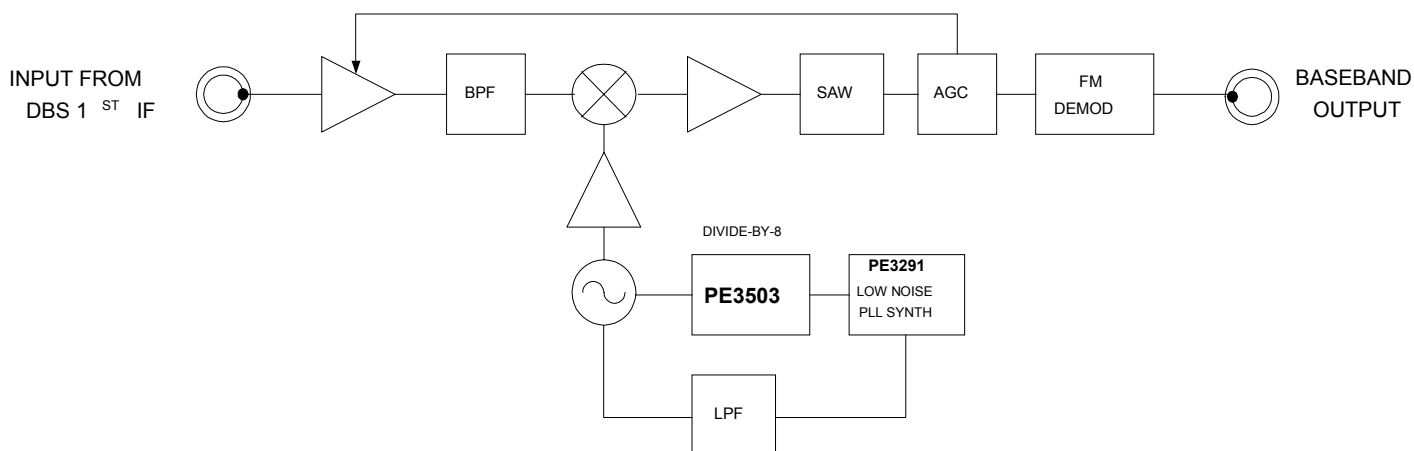 INPUT FROM
DBS 1 ST IF
BPF
SAW
AGC
FM
DEMOD
BASEBAND
OUTPUT
DIVIDE-BY-8
PE3503
PE3291
LOW NOISE
PLL SYNTH
LPF